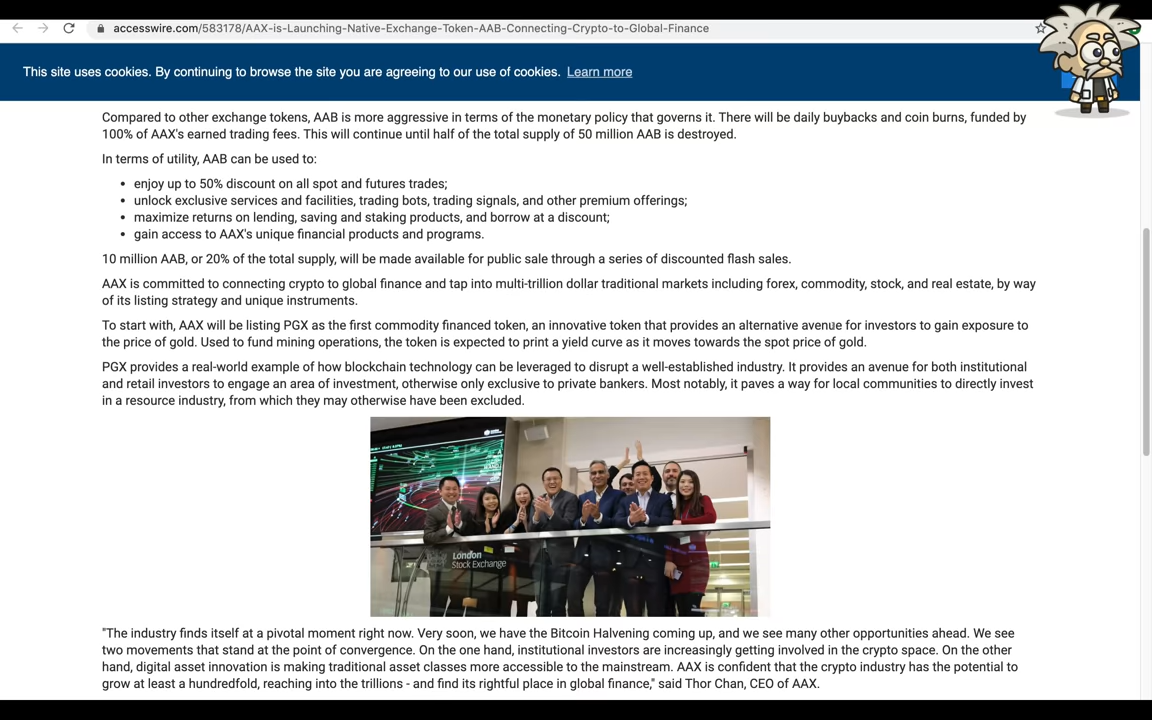 accesswire.com/583178/AAX-is-Launching-Native-Exchange-Token-AAB-Connecting-Crypto-to-Global-Finance
This site uses cookies. By continuing to browse the site you are agreeing to our use of cookies. Learn more
Compared to other exchange tokens, AAB is more aggressive in terms of the monetary policy that governs it. There will be daily buybacks and coin burns, funded by
100% of AAX's earned trading fees. This will continue until half of the total supply of 50 million AAB is destroyed.
In terms of utility, AAB can be used to:
• enjoy up to 50% discount on all spot and futures trades;
• unlock exclusive services and facilities, trading bots, trading signals, and other premium offerings;
• maximize returns on lending, saving and staking products, and borrow at a discount;
• gain access to AAX's unique financial products and programs.
10 million AAB, or 20% of the total supply, will be made available for public sale through a series of discounted flash sales.
AAX is committed to connecting crypto to global finance and tap into multi-trillion dollar traditional markets including forex, commodity, stock, and real estate, by way
of its listing strategy and unique instruments.
To start with, AAX will be listing PGX as the first commodity financed token, an innovative token that provides an alternative avenue for investors to gain exposure to
the price of gold. Used to fund mining operations, the token is expected to print a yield curve as it moves towards the spot price of gold.
PGX provides a real-world example of how blockchain technology can be leveraged to disrupt a well-established industry. It provides an avenue for both institutional
and retail investors to engage an area of investment, otherwise only exclusive to private bankers. Most notably, it paves a way for local communities to directly invest
in a resource industry, from which they may otherwise have been excluded.
London
Stock Exchange
"The industry finds itself at a pivotal moment right now. Very soon, we have the Bitcoin Halvening coming up, and we see many other opportunities ahead. We see
two movements that stand at the point of convergence. On the one hand, institutional investors are increasingly getting involved in the crypto space. On the other
hand, digital asset innovation is making traditional asset classes more accessible to the mainstream. AAX is confident that the crypto industry has the potential to
grow at least a hundredfold, reaching into the trillions - and find its rightful place in global finance," said Thor Chan, CEO of AAX.